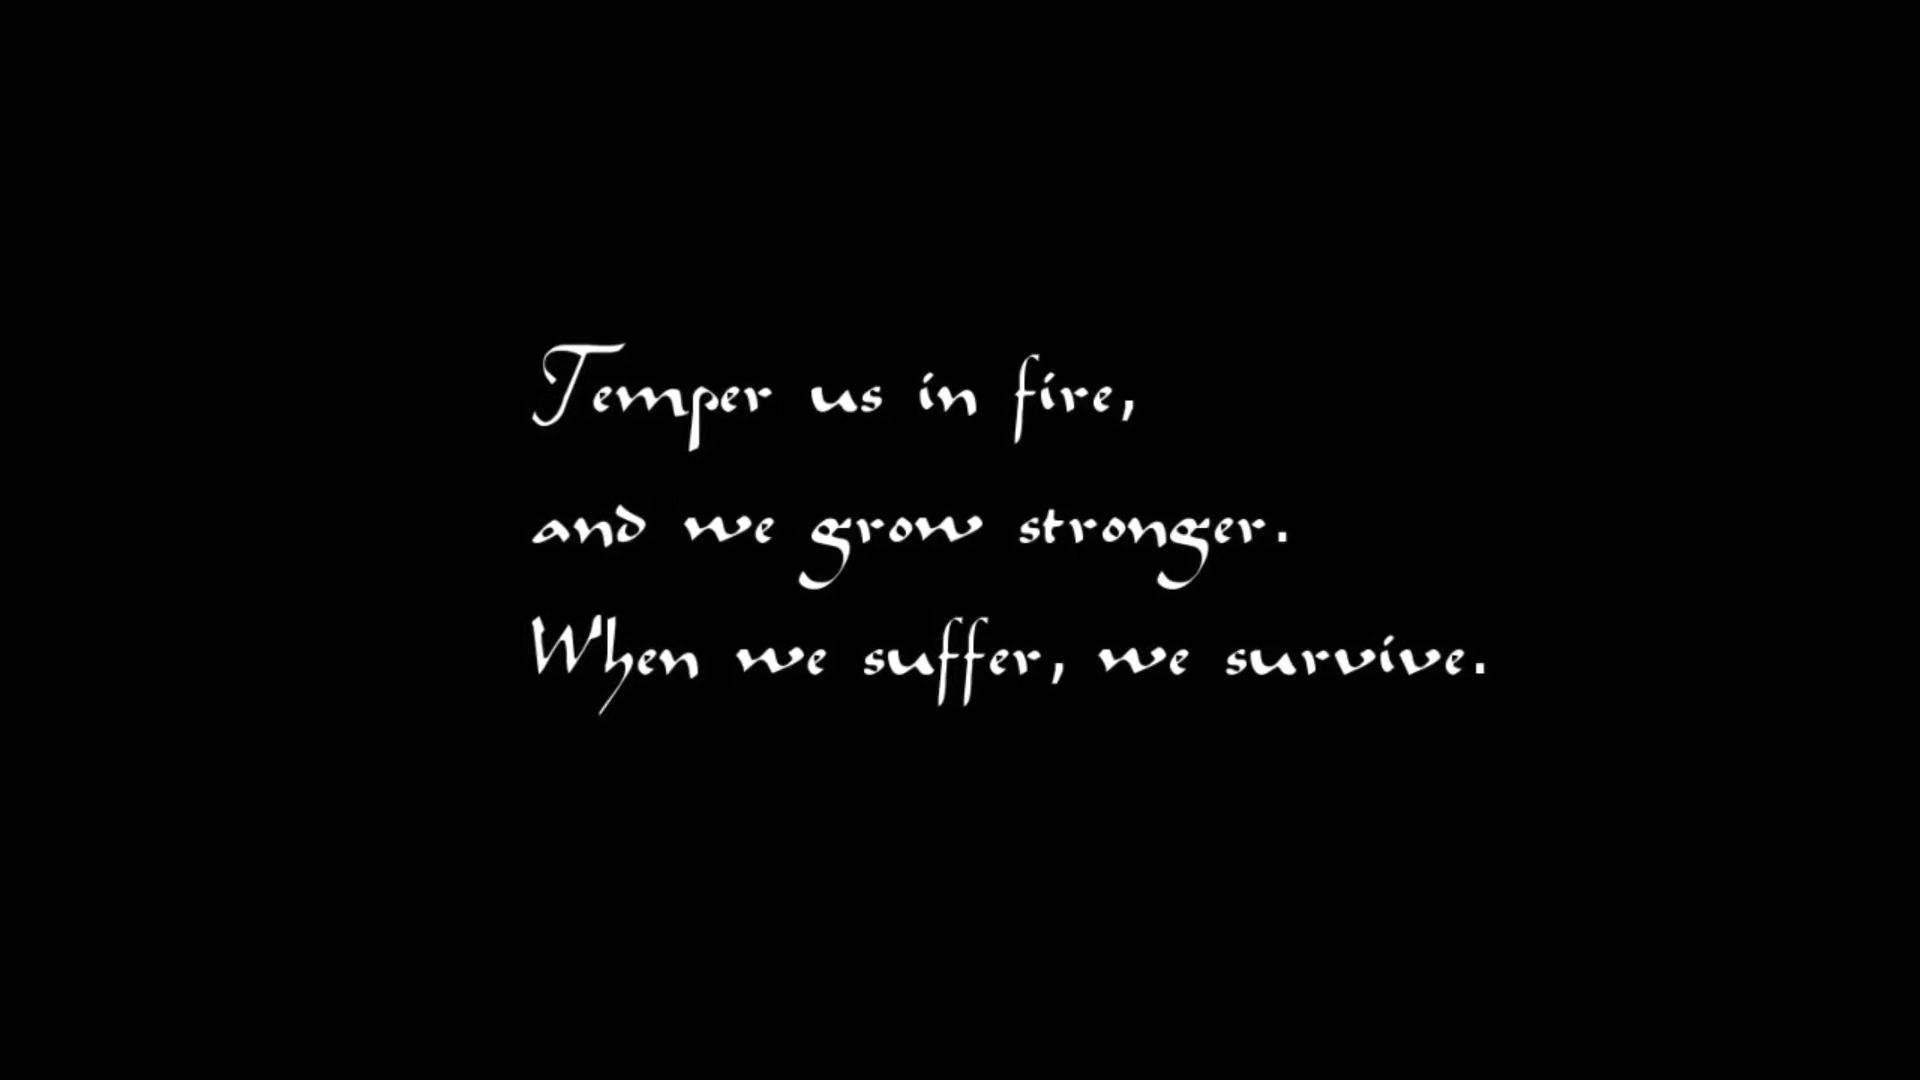 Temper us in fire,
and we grow stronger.
When we suffer, we survive.